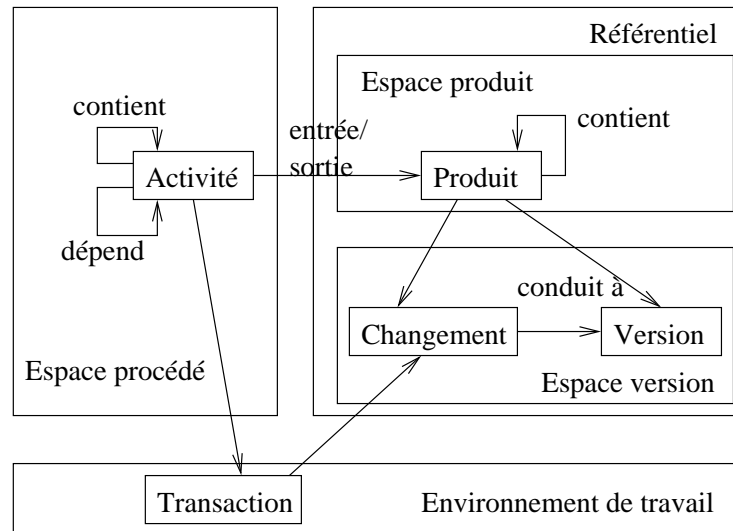 Référentiel
Espace produit
contient
entrée/
sortie
contient
Activité
Produit
dépend
conduit à
Changement
Version
Espace procédé
Espace version
Transaction
Environnement de travail